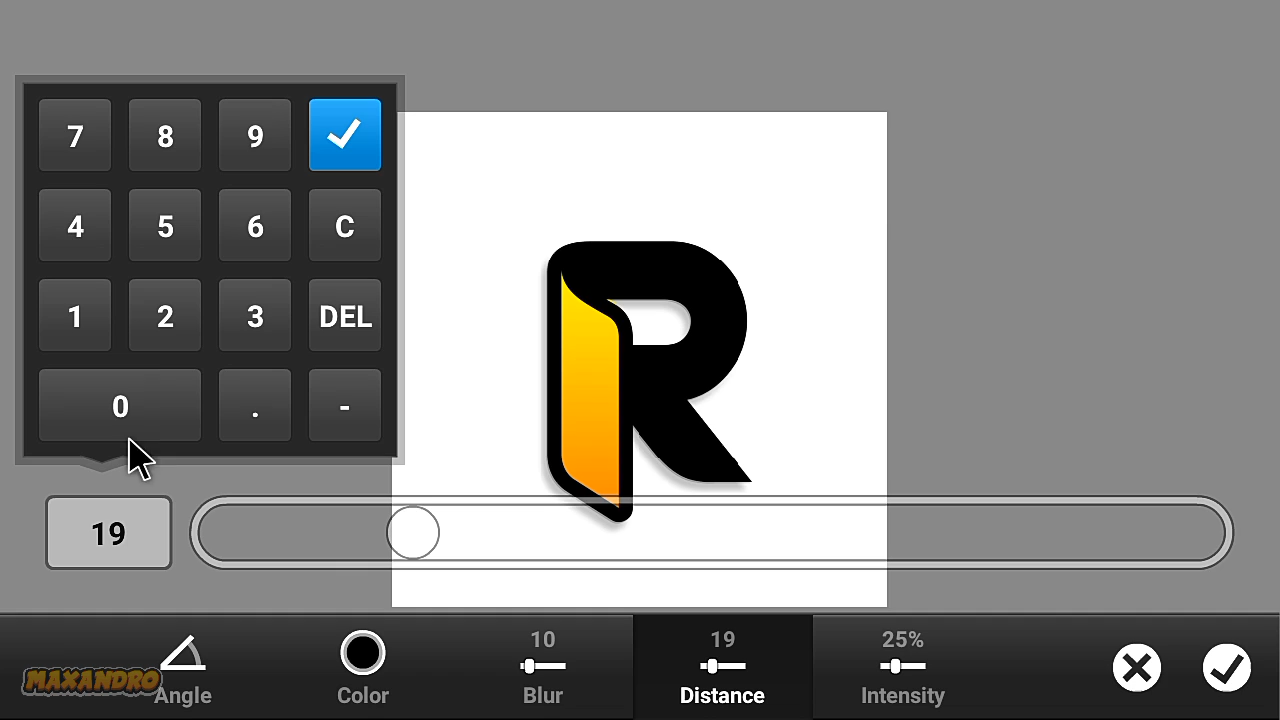 7 8 9
4 5 6 C
1 2 3 DEL
0 . -
R
19
10 19 25%
MAXANDRO
Angle Color Blur Distance Intensity